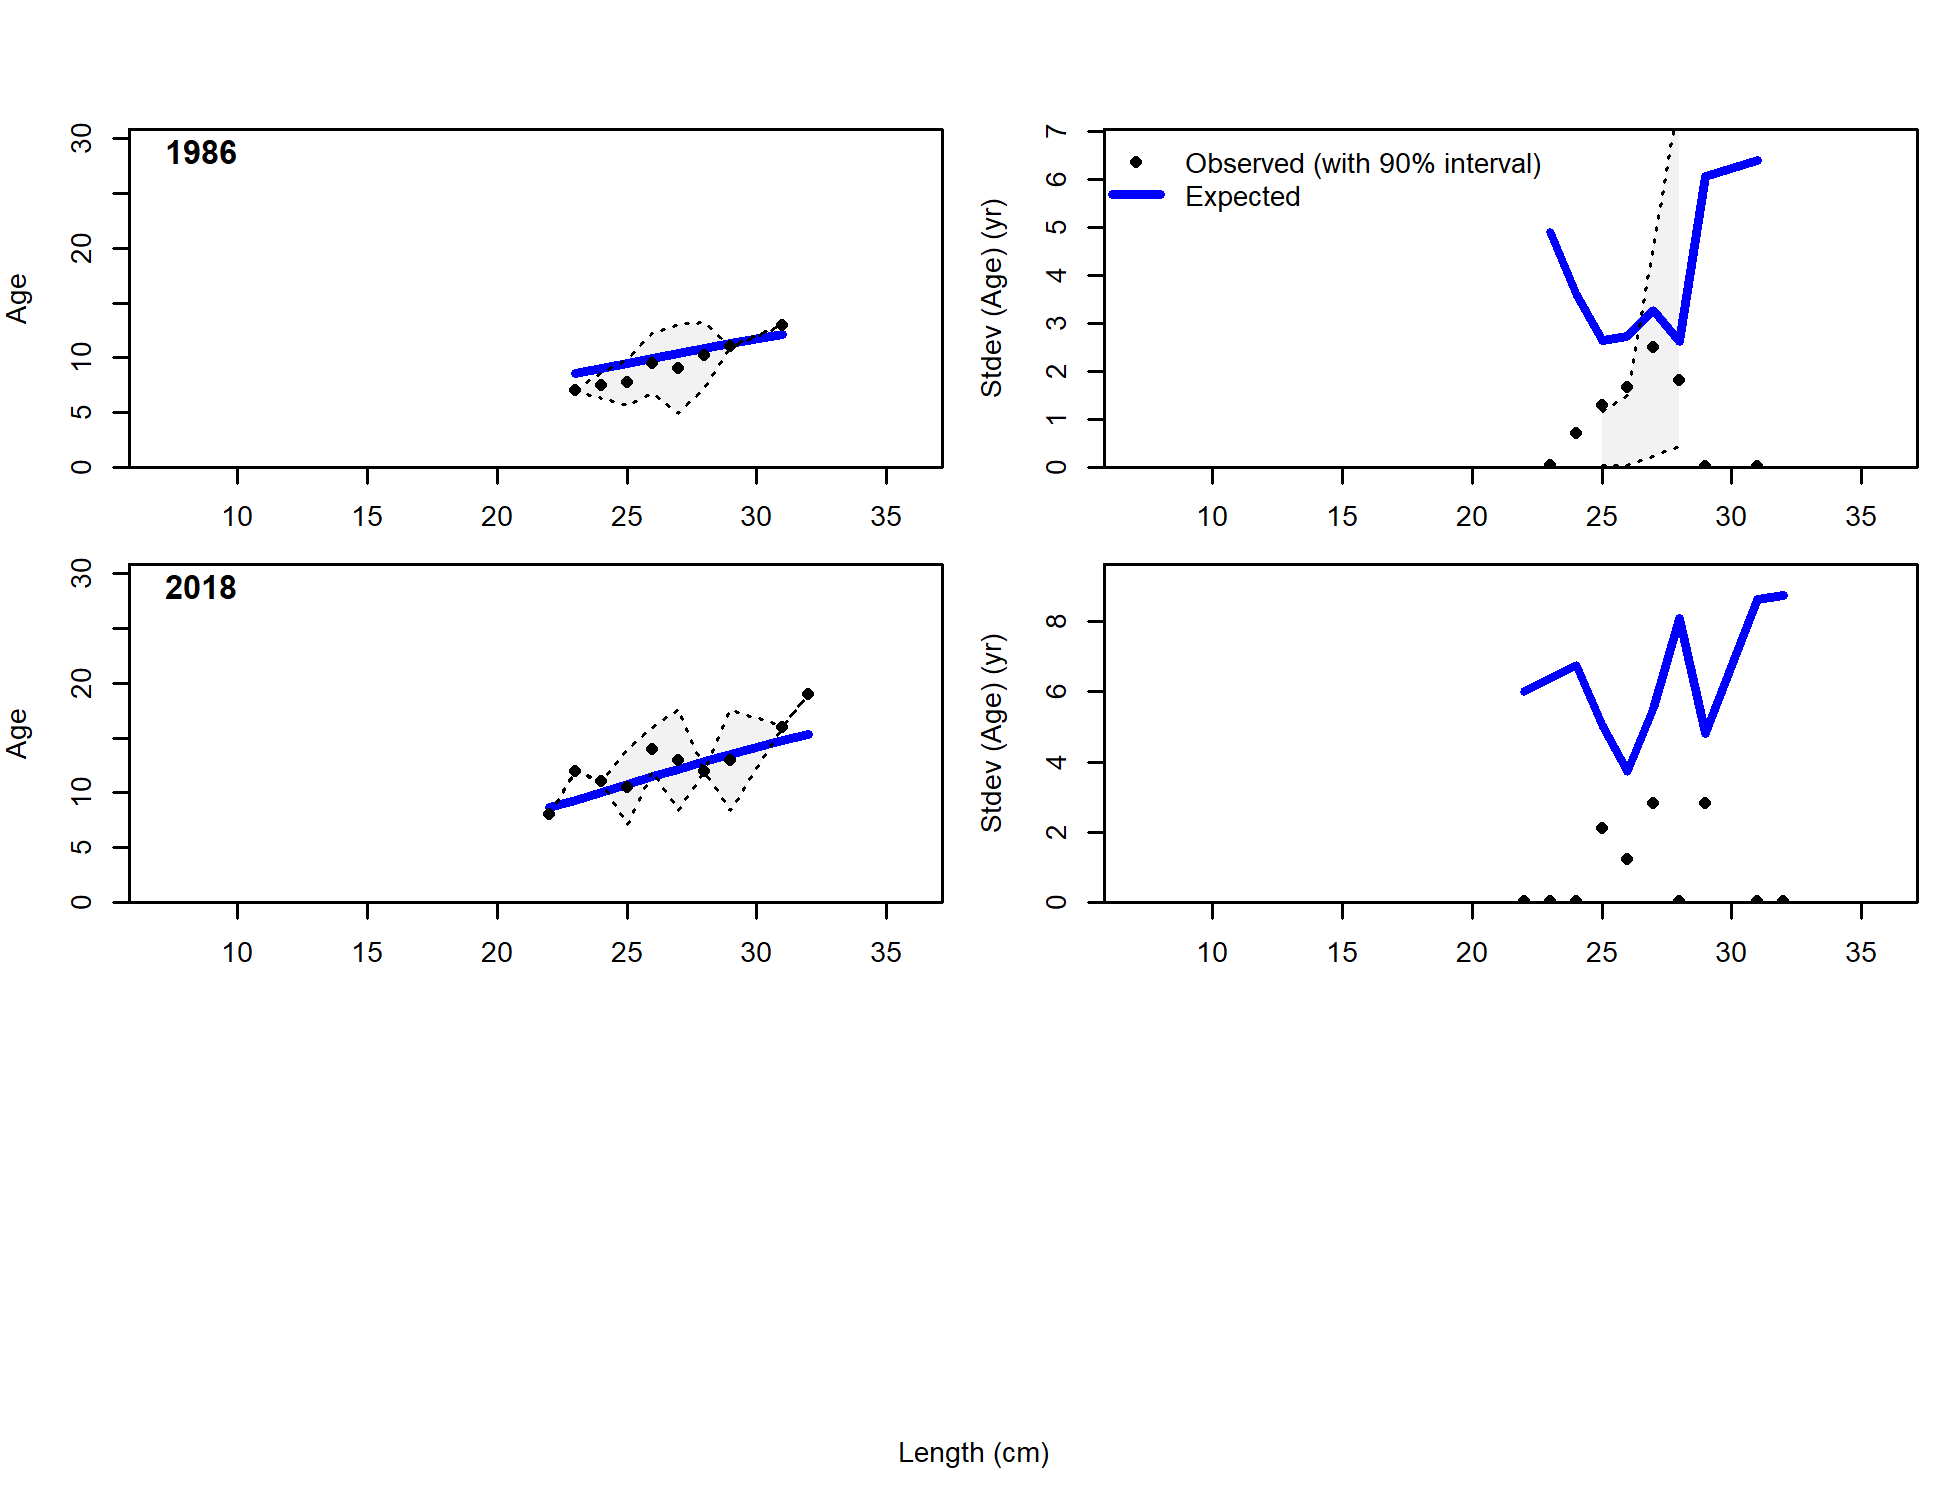 1986
Age
0 5 10 20 30
10 15 20 25 30 35
Observed (with 90% interval)
Expected
Stdev (Age) (yr)
0 1 2 3 4 5 6 7
10 15 20 25 30 35
2018
Age
0 5 10 20 30
10 15 20 25 30 35
Stdev (Age) (yr)
0 2 4 6 8
10 15 20 25 30 35
Length (cm)